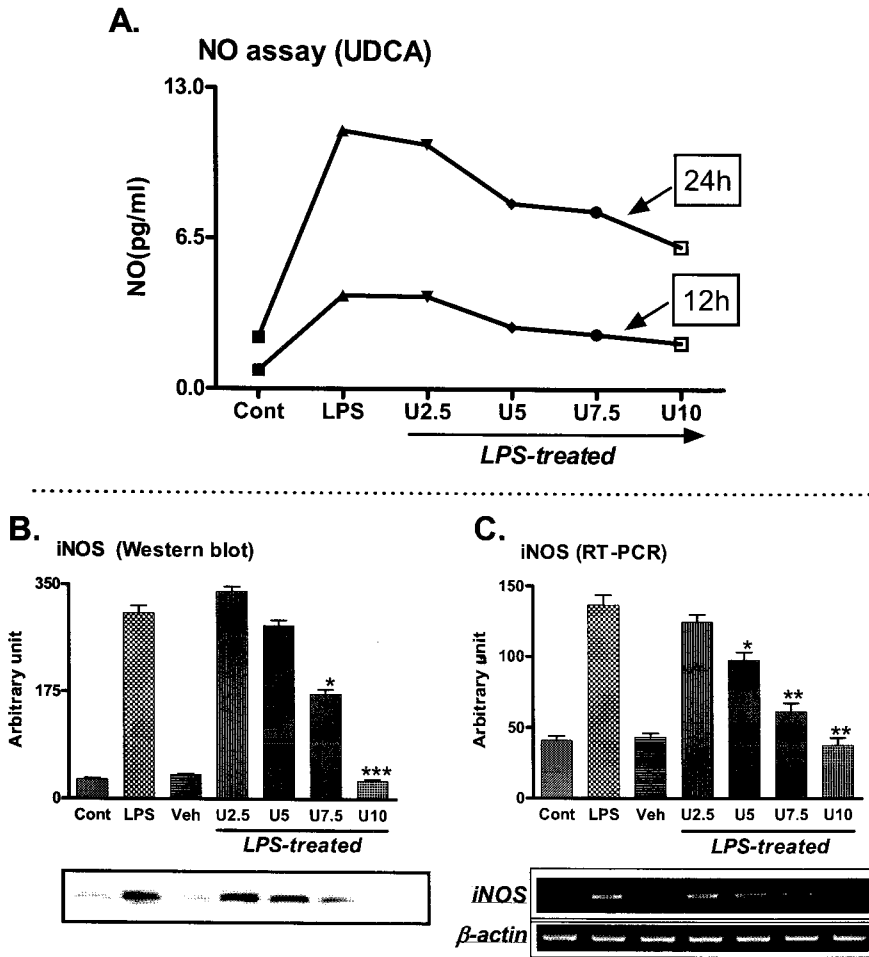 A.
NO assay (UDCA)
13.0
6.5
0.0
NO(pg/ml)
24h
12h
Cont LPS U2.5 U5 U7.5 U10
LPS-treated
B.
iNOS (Western blot)
350
175
0
Arbitrary unit
*
***
Cont LPS Veh U2.5 U5 U7.5 U10
LPS-treated
C.
iNOS (RT-PCR)
150
100
50
0
Arbitrary unit
*
**
**
Cont LPS Veh U2.5 U5 U7.5 U10
LPS-treated
iNOS
β-actin